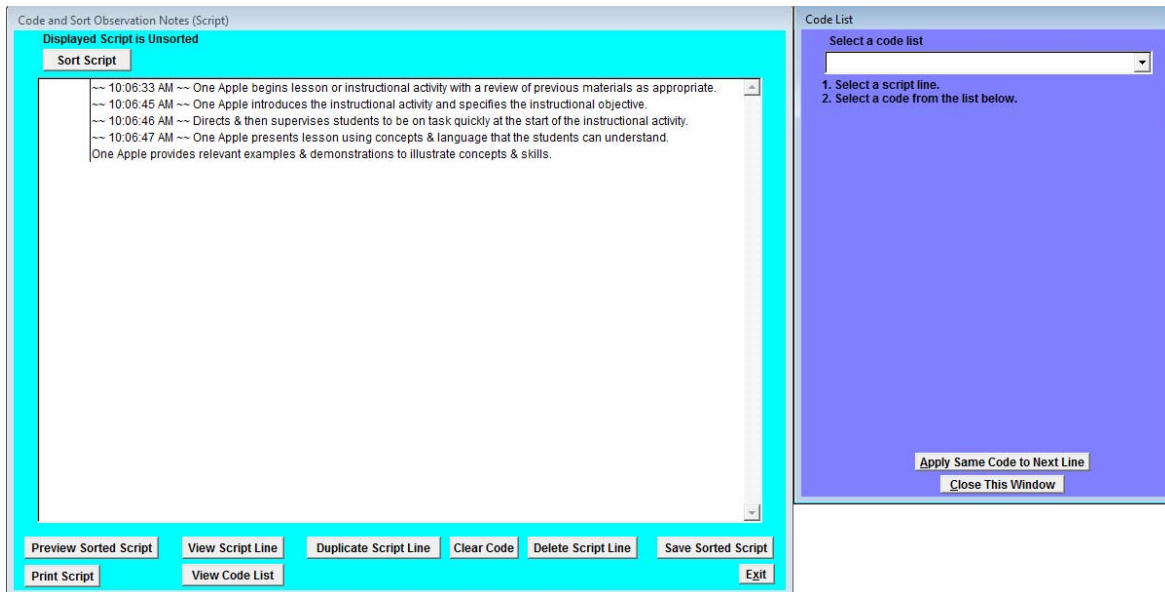 Code and Sort Observation Notes (Script)
Displayed Script is Unsorted
Sort Script
~~ 10:06:33 AM ~~ One Apple begins lesson or instructional activity with a review of previous materials as appropriate.
~~ 10:06:45 AM ~~ One Apple introduces the instructional activity and specifies the instructional objective.
~~ 10:06:46 AM ~~ Directs & then supervises students to be on task quickly at the start of the instructional activity.
~~ 10:06:47 AM ~~ One Apple presents lesson using concepts & language that the students can understand.
One Apple provides relevant examples & demonstrations to illustrate concepts & skills.
Preview Sorted Script
View Script Line
Duplicate Script Line
Clear Code
Delete Script Line
Save Sorted Script
Print Script
View Code List
Exit
Code List
Select a code list
1. Select a script line.
2. Select a code from the list below.
Apply Same Code to Next Line
Close This Window